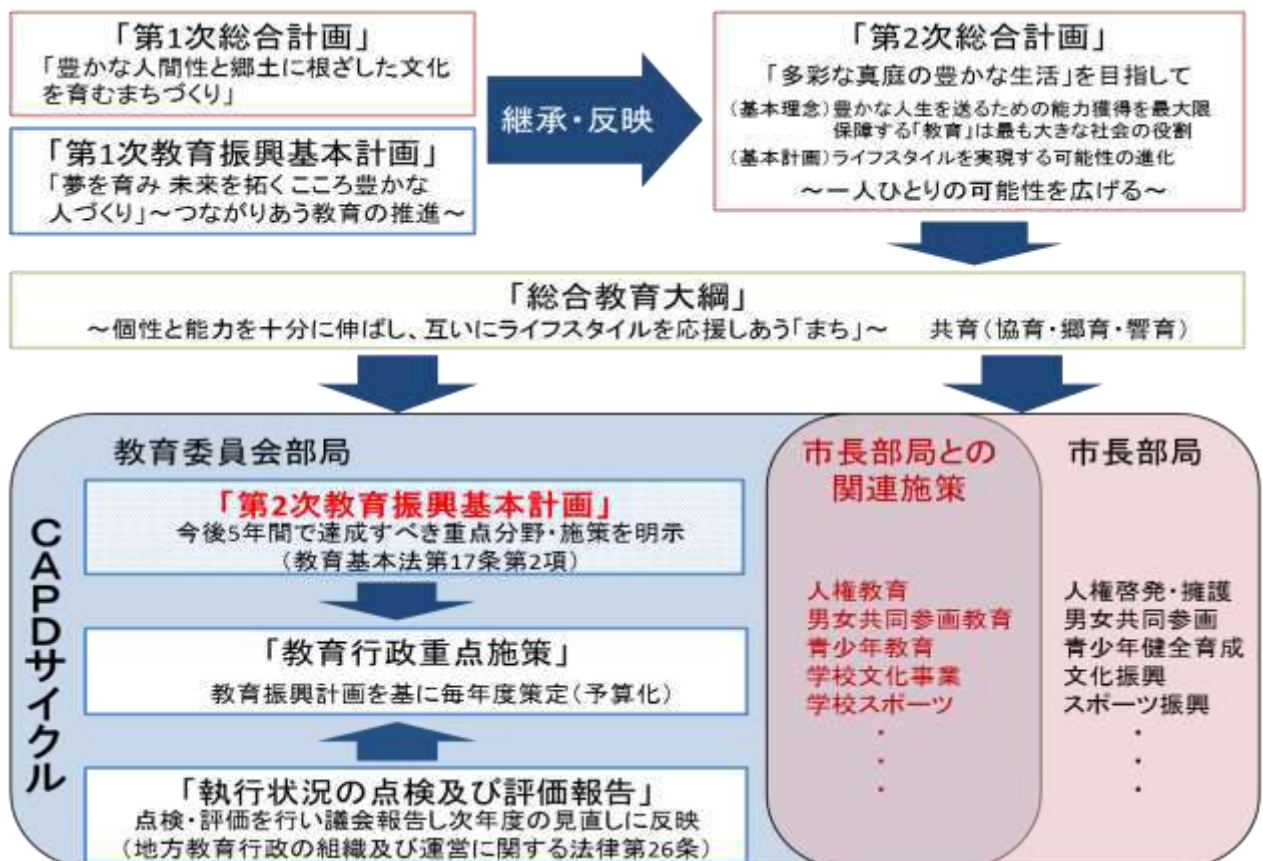 「第1次総合計画」
「豊かな人間性と郷土に根ざした文化
を育むまちづくり」
「第1次教育振興基本計画」
「夢を育み 未来を拓く こころ豊かな
人づくり」～つながりあう教育の推進～
継承・反映
「第2次総合計画」
「多彩な真庭の豊かな生活」を目指して
(基本理念)豊かな人生を送るための能力獲得を最大限
保障する「教育」は最も大きな社会の役割
(基本計画)ライフスタイルを実現する可能性の進化
～一人ひとりの可能性を広げる～
「総合教育大綱」
～個性と能力を十分に伸ばし、互いにライフスタイルを応援しあう「まち」～ 共育(協育・郷育・響育)
CAPDサイクル
教育委員会部局
「第2次教育振興基本計画」
今後5年間で達成すべき重点分野・施策を明示
(教育基本法第17条第2項)
「教育行政重点施策」
教育振興計画を基に毎年度策定(予算化)
「執行状況の点検及び評価報告」
点検・評価を行い議会報告し次年度の見直しに反映
(地方教育行政の組織及び運営に関する法律第26条)
市長部局との
関連施策
人権教育
男女共同参画教育
青少年教育
学校文化事業
学校スポーツ
・
・
・
市長部局
人権啓発・擁護
男女共同参画
青少年健全育成
文化振興
スポーツ振興
・
・
・